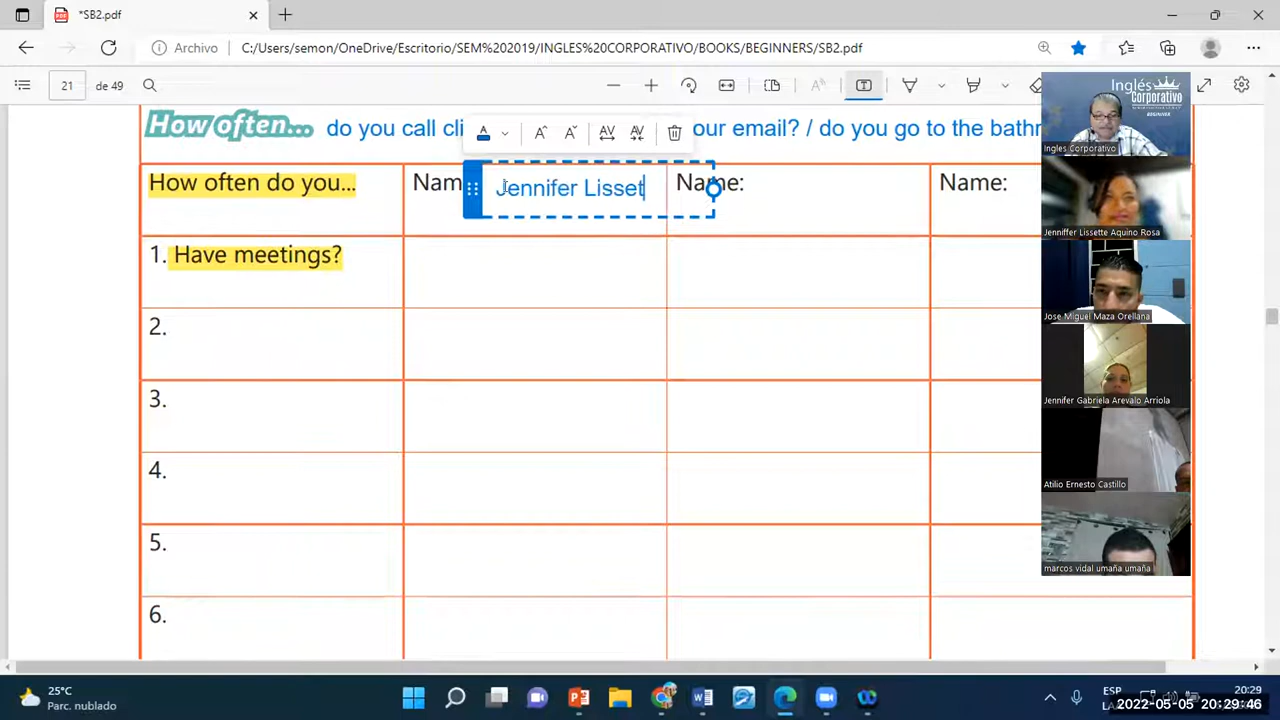 *SB2.pdf
Archivo
C:/Users/semon/OneDrive/Escritorio/SEM%202019/INGLES%20CORPORATIVO/BOOKS/BEGINNERS/SB2.pdf
21 de 49
How often... do you call cli our email? / do you go to the bathr
How often do you... Nam Jennifer Lisset Name: Name:
1. Have meetings?
2.
3.
4.
5.
6.
Inglés
Corporativo
BEGINNER
Ingles Corporativo
Jenniffer Lissette Aquino Rosa
Jose Miguel Maza Orellana
Jennifer Gabriela Arevalo Arriola
Atilio Ernesto Castillo
marcos vidal umaña umaña
25°C
Parc. nublado
ESP
20:29
2022-05-05 20:29:46